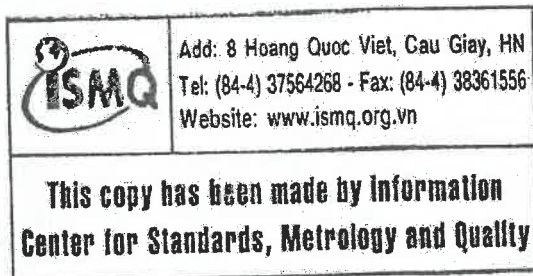 ISMQ
Add: 8 Hoang Quoc Viet, Cau Giay, HN
Tel: (84-4) 37564268 - Fax: (84-4) 38361556
Website: www.ismq.org.vn
This copy has been made by Information
Center for Standards, Metrology and Quality